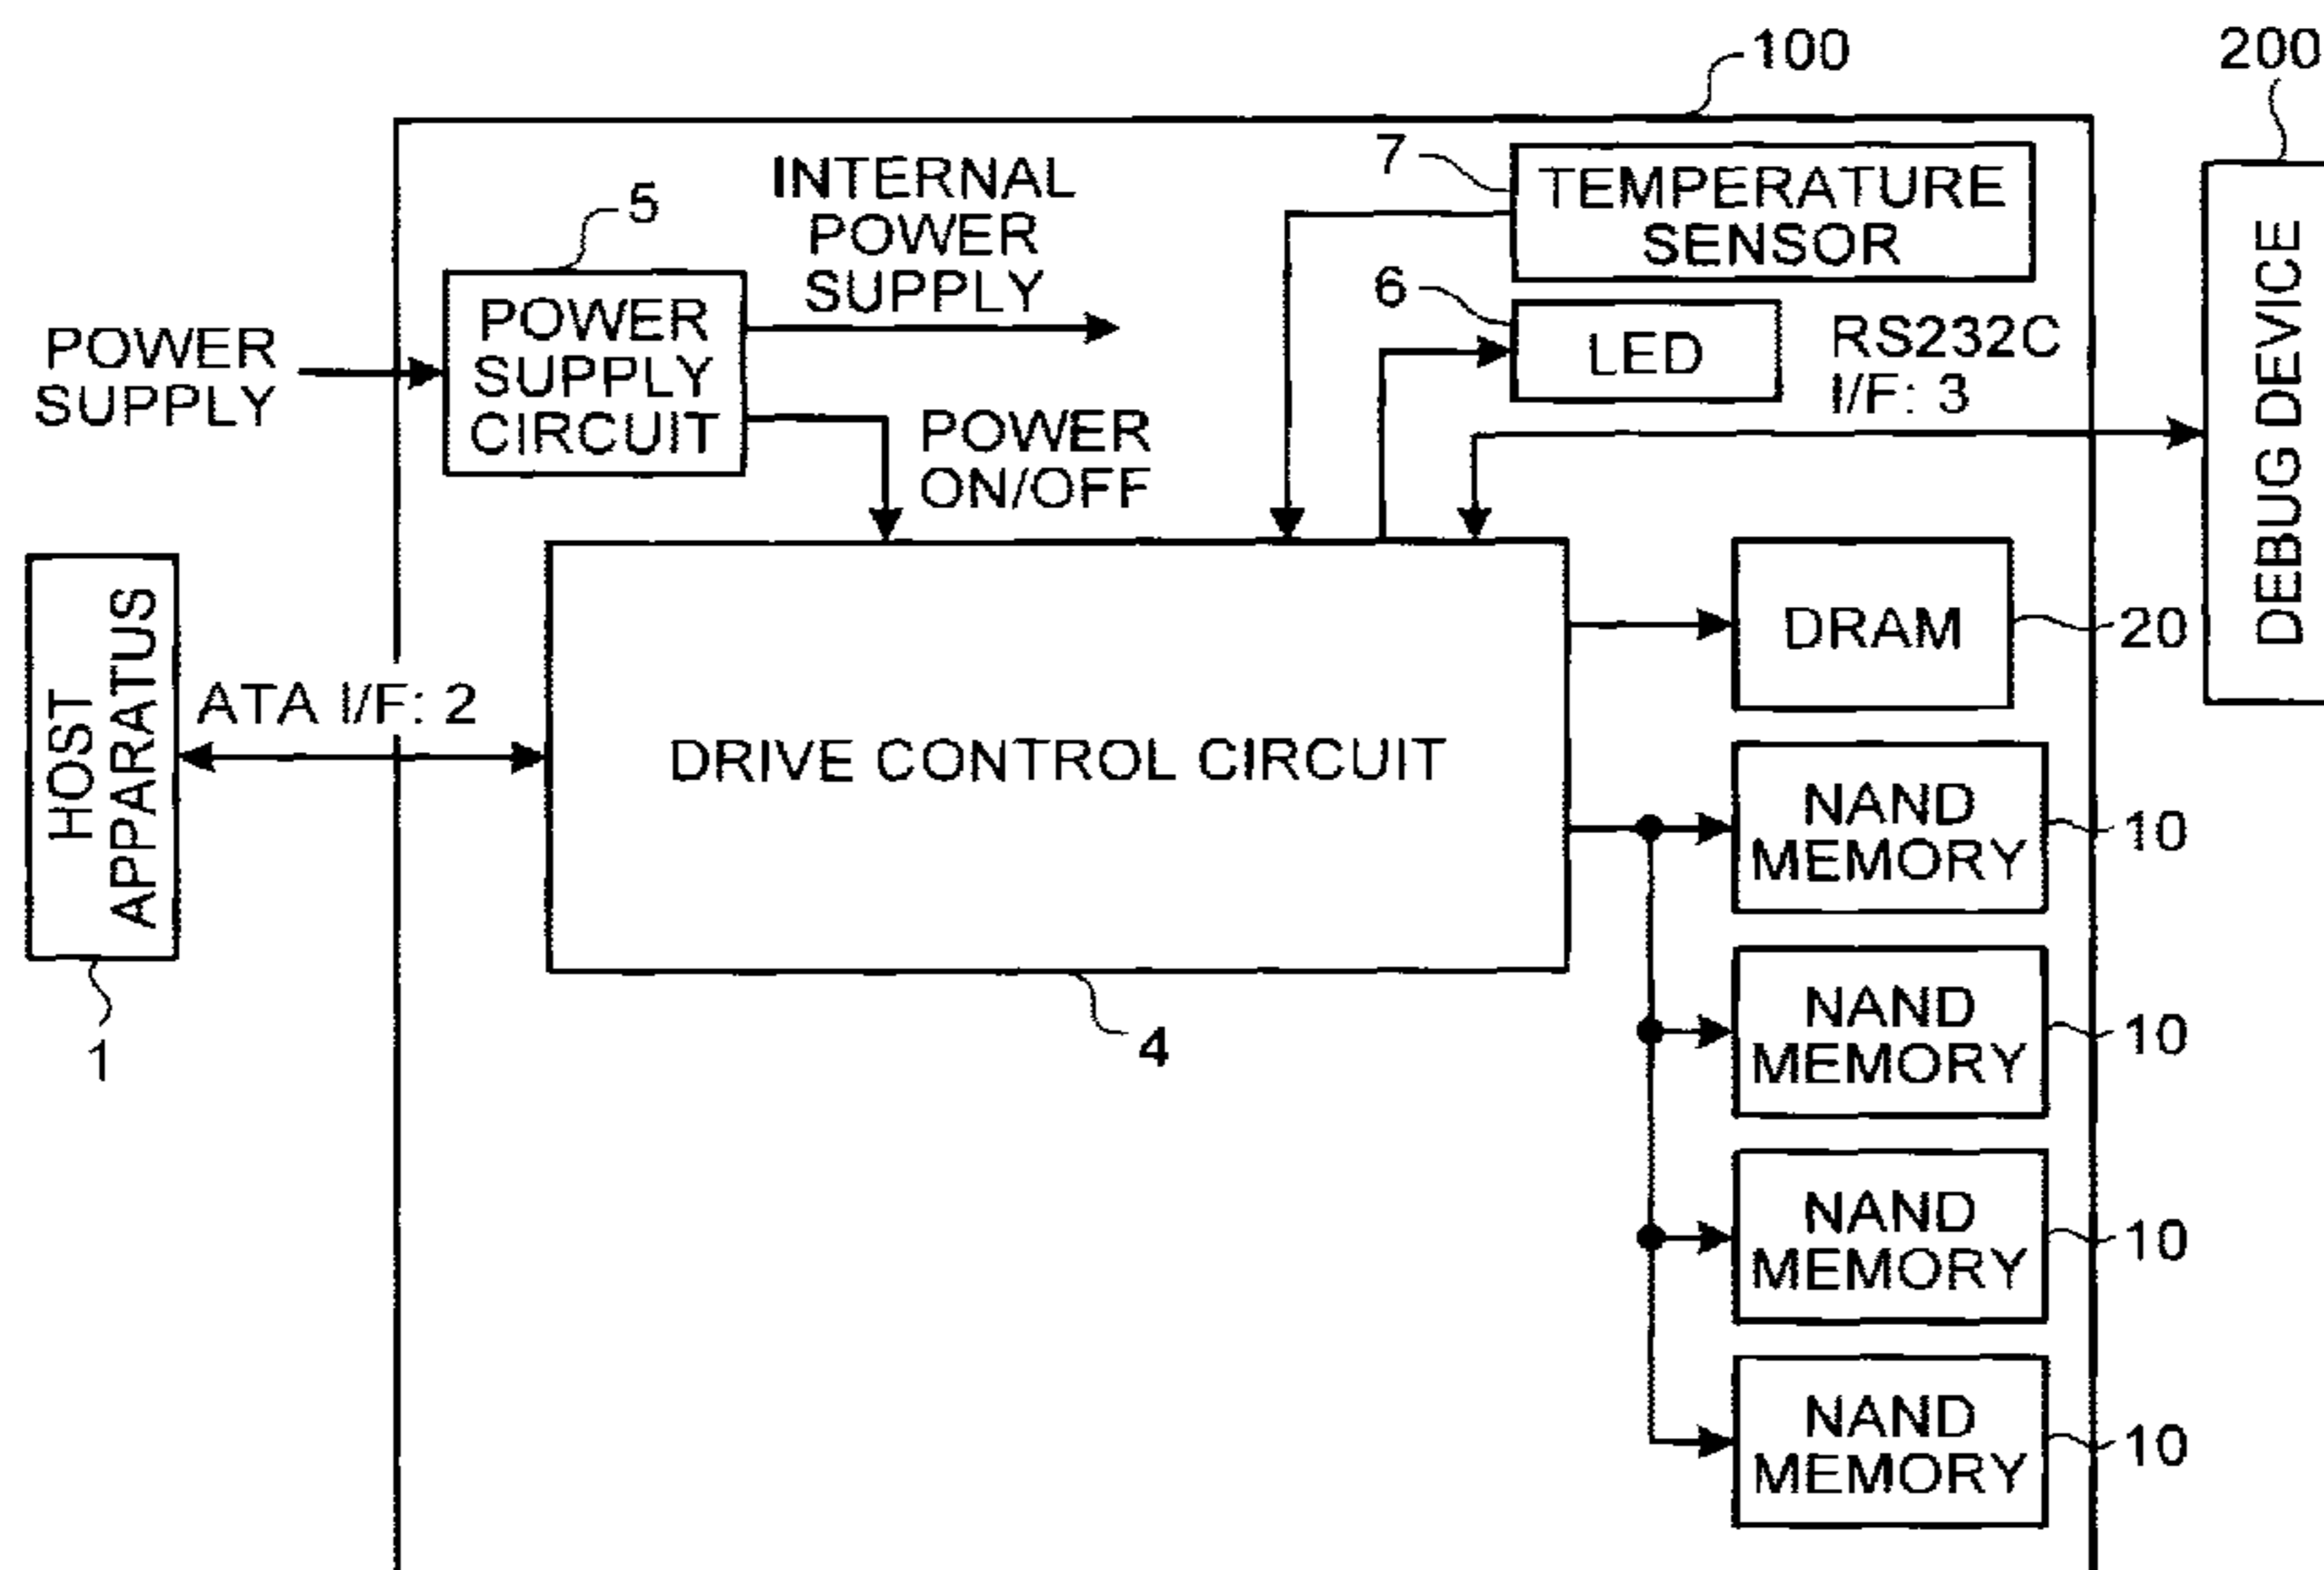 100
200
7
TEMPERATURE
SENSOR
INTERNAL
POWER
SUPPLY
5
6
LED
RS232C
I/F: 3
DEBUG DEVICE
POWER
SUPPLY
POWER
SUPPLY
CIRCUIT
POWER
ON/OFF
HOST
APPARATUS
1
ATA I/F: 2
DRIVE CONTROL CIRCUIT
4
DRAM
20
NAND
MEMORY
10
NAND
MEMORY
10
NAND
MEMORY
10
NAND
MEMORY
10